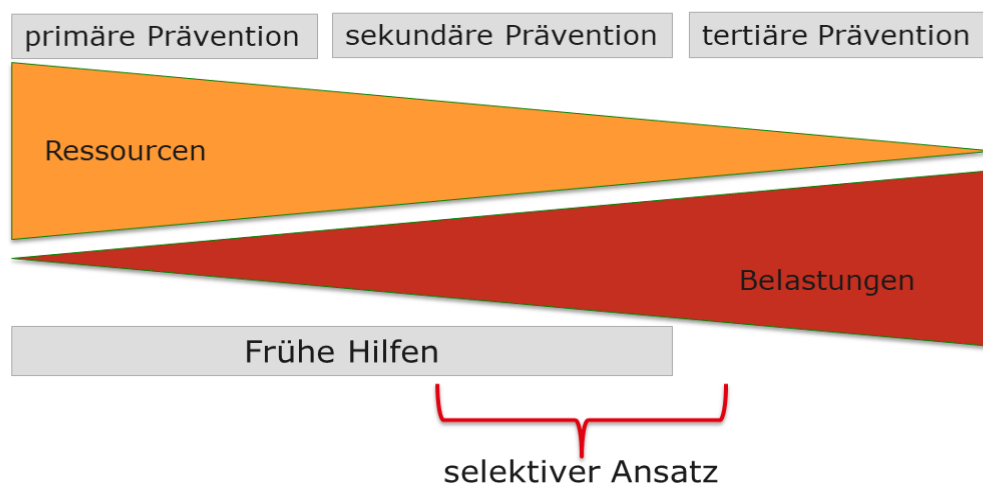 primäre Prävention
sekundäre Prävention
tertiäre Prävention
Ressourcen
Belastungen
Frühe Hilfen
selektiver Ansatz